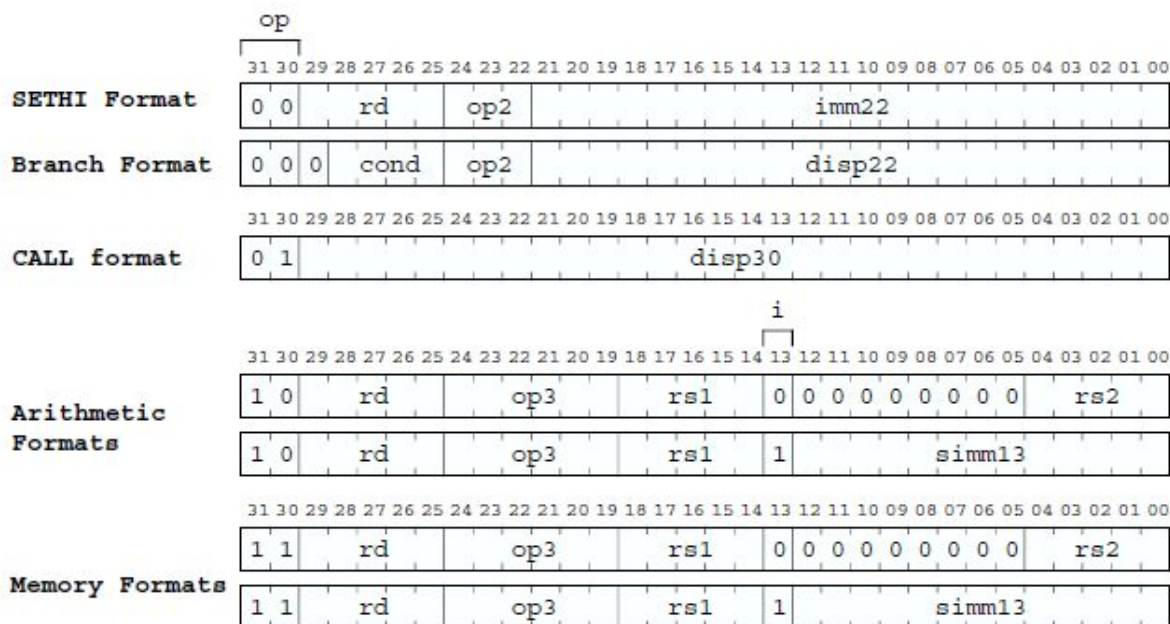 op
31 30 29 28 27 26 25 24 23 22 21 20 19 18 17 16 15 14 13 12 11 10 09 08 07 06 05 04 03 02 01 00
SETHI Format 0 0 rd op2 imm22
Branch Format 0 0 0 cond op2 disp22
31 30 29 28 27 26 25 24 23 22 21 20 19 18 17 16 15 14 13 12 11 10 09 08 07 06 05 04 03 02 01 00
CALL format 0 1 disp30
i
31 30 29 28 27 26 25 24 23 22 21 20 19 18 17 16 15 14 13 12 11 10 09 08 07 06 05 04 03 02 01 00
1 0 rd op3 rs1 0 0 0 0 0 0 0 0 0 rs2
Arithmetic
Formats
1 0 rd op3 rs1 1 simm13
31 30 29 28 27 26 25 24 23 22 21 20 19 18 17 16 15 14 13 12 11 10 09 08 07 06 05 04 03 02 01 00
1 1 rd op3 rs1 0 0 0 0 0 0 0 0 0 rs2
Memory Formats
1 1 rd op3 rs1 1 simm13